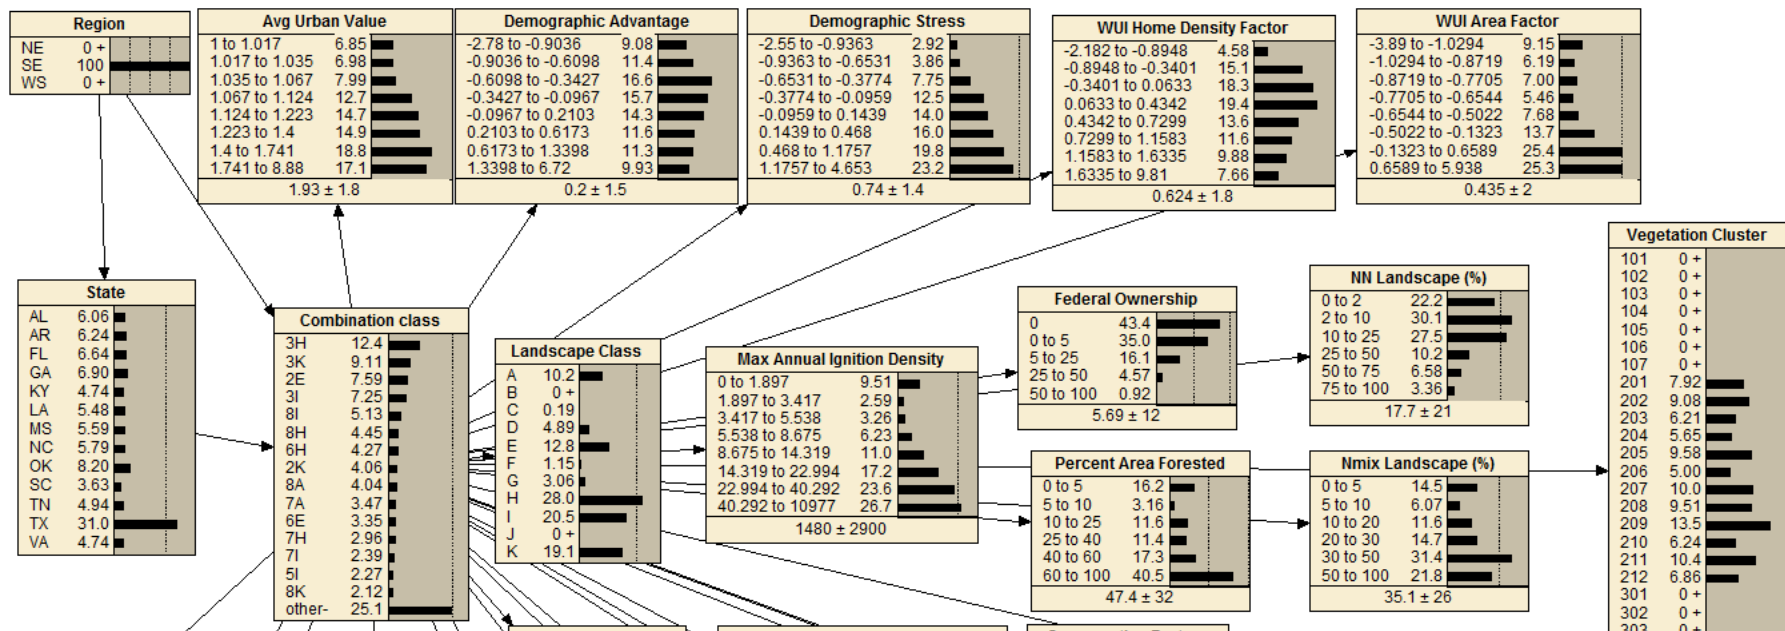 Region
NE 0 +
SE 100
WS 0 +
Avg Urban Value
1 to 1.017 6.85
1.017 to 1.035 6.98
1.035 to 1.067 7.99
1.067 to 1.124 12.7
1.124 to 1.223 14.7
1.223 to 1.4 14.9
1.4 to 1.741 18.8
1.741 to 8.88 17.1
1.93 ± 1.8
Demographic Advantage
-2.78 to -0.9036 9.08
-0.9036 to -0.6098 11.4
-0.6098 to -0.3427 16.6
-0.3427 to -0.0967 15.7
-0.0967 to 0.2103 14.3
0.2103 to 0.6173 11.6
0.6173 to 1.3398 11.3
1.3398 to 6.72 9.93
0.2 ± 1.5
Demographic Stress
-2.55 to -0.9363 2.92
-0.9363 to -0.6531 3.86
-0.6531 to -0.3774 7.75
-0.3774 to -0.0959 12.5
-0.0959 to 0.1439 14.0
0.1439 to 0.468 16.0
0.468 to 1.1757 19.8
1.1757 to 4.653 23.2
0.74 ± 1.4
WUI Home Density Factor
-2.182 to -0.8948 4.58
-0.8948 to -0.3401 15.1
-0.3401 to 0.0633 18.3
0.0633 to 0.4342 19.4
0.4342 to 0.7299 13.6
0.7299 to 1.1583 11.6
1.1583 to 1.6335 9.88
1.6335 to 9.81 7.66
0.624 ± 1.8
WUI Area Factor
-3.89 to -1.0294 9.15
-1.0294 to -0.8719 6.19
-0.8719 to -0.7705 7.00
-0.7705 to -0.6544 5.46
-0.6544 to -0.5022 7.68
-0.5022 to -0.1323 13.7
-0.1323 to 0.6589 25.4
0.6589 to 5.938 25.3
0.435 ± 2
State
AL 6.06
AR 6.24
FL 6.64
GA 6.90
KY 4.74
LA 5.48
MS 5.59
NC 5.79
OK 8.20
SC 3.63
TN 4.94
TX 31.0
VA 4.74
Combination class
3H 12.4
3K 9.11
2E 7.59
3I 7.25
8I 5.13
8H 4.45
6H 4.27
2K 4.06
8A 4.04
7A 3.47
6E 3.35
7H 2.96
7I 2.39
5I 2.27
8K 2.12
other- 25.1
Landscape Class
A 10.2
B 0 +
C 0.19
D 4.89
E 12.8
F 1.15
G 3.06
H 28.0
I 20.5
J 0 +
K 19.1
Max Annual Ignition Density
0 to 1.897 9.51
1.897 to 3.417 2.59
3.417 to 5.538 3.26
5.538 to 8.675 6.23
8.675 to 14.319 11.0
14.319 to 22.994 17.2
22.994 to 40.292 23.6
40.292 to 10977 26.7
1480 ± 2900
Federal Ownership
0 43.4
0 to 5 35.0
5 to 25 16.1
25 to 50 4.57
50 to 100 0.92
5.69 ± 12
Percent Area Forested
0 to 5 16.2
5 to 10 3.16
10 to 25 11.6
25 to 40 11.4
40 to 60 17.3
60 to 100 40.5
47.4 ± 32
NN Landscape (%)
0 to 2 22.2
2 to 10 30.1
10 to 25 27.5
25 to 50 10.2
50 to 75 6.58
75 to 100 3.36
17.7 ± 21
Nmix Landscape (%)
0 to 5 14.5
5 to 10 6.07
10 to 20 11.6
20 to 30 14.7
30 to 50 31.4
50 to 100 21.8
35.1 ± 26
Vegetation Cluster
101 0 +
102 0 +
103 0 +
104 0 +
105 0 +
106 0 +
107 0 +
201 7.92
202 9.08
203 6.21
204 5.65
205 9.58
206 5.00
207 10.0
208 9.51
209 13.5
210 6.24
211 10.4
212 6.86
301 0 +
302 0 +